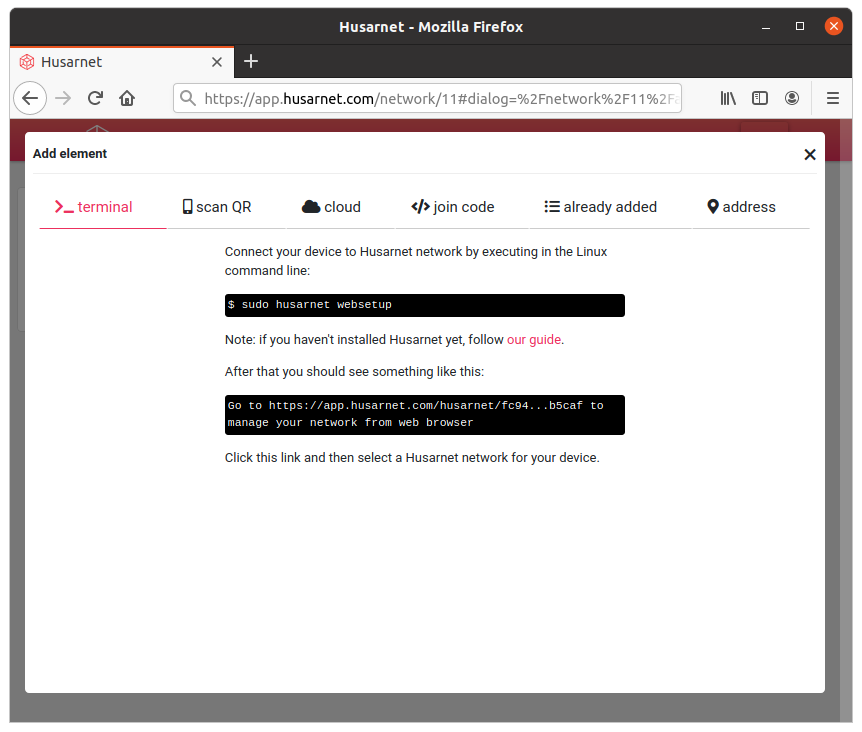 Husarnet - Mozilla Firefox
Husarnet
https://app.husarnet.com/network/11#dialog=%2Fnetwork%2F11%2Fa
Add element
terminal scan QR cloud join code already added address
Connect your device to Husarnet network by executing in the Linux
command line:
$ sudo husarnet websetup
Note: if you haven't installed Husarnet yet, follow our guide.
After that you should see something like this:
Go to https://app.husarnet.com/husarnet/fc94...b5caf to
manage your network from web browser
Click this link and then select a Husarnet network for your device.